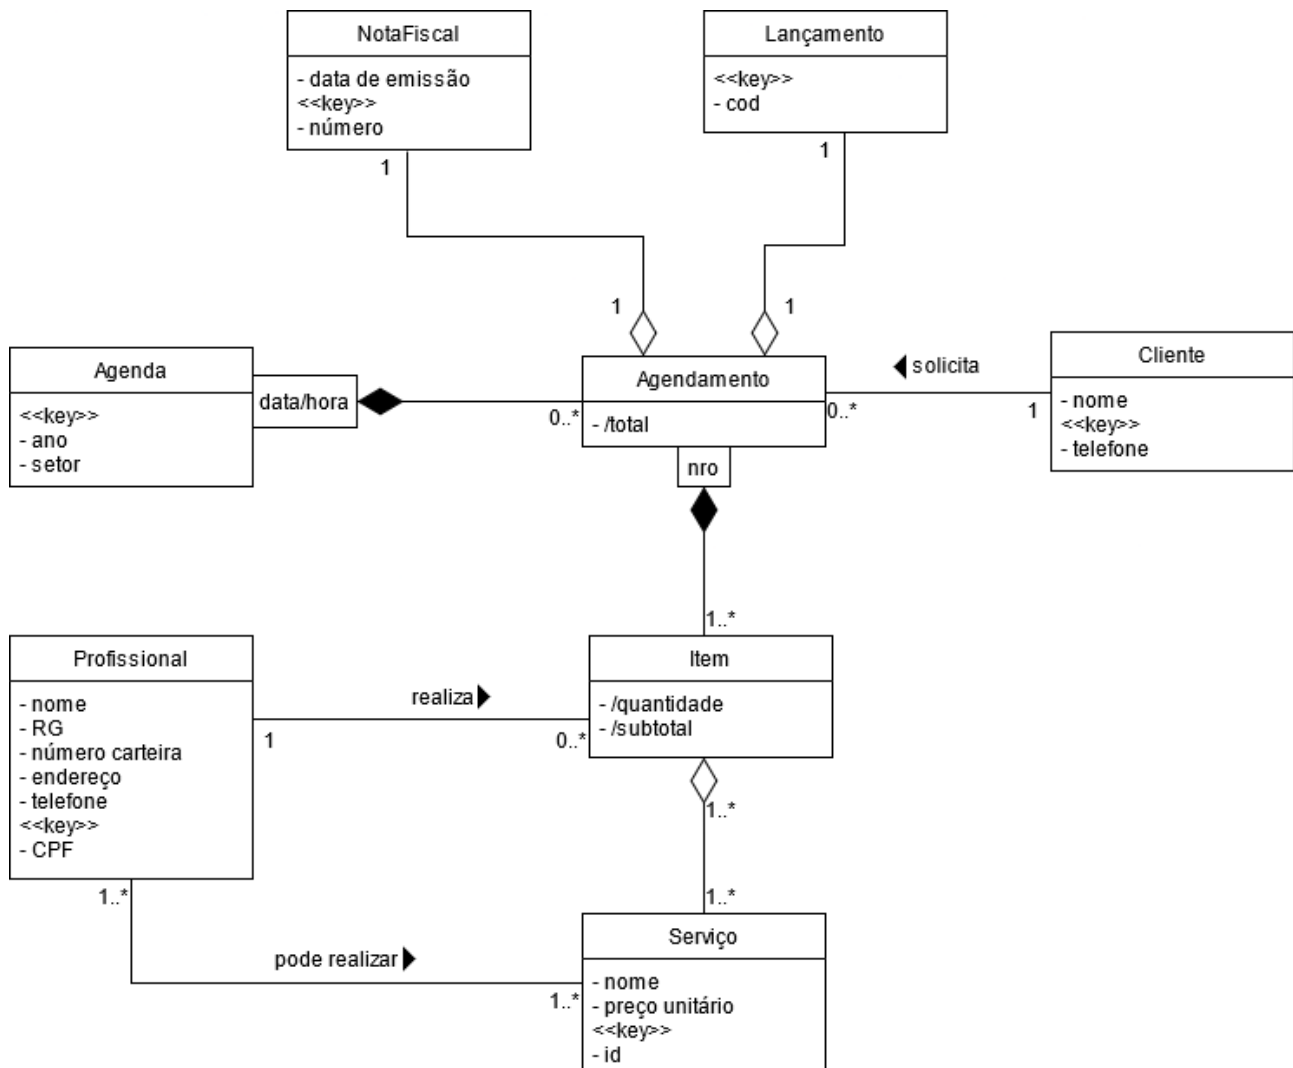 NotaFiscal
- data de emissão
<<key>>
- número
1
Lançamento
<<key>>
- cod
1
1
1
Agenda
<<key>>
- ano
- setor
data/hora
0..*
Agendamento
- /total
nro
solicita
0..*
1
Cliente
- nome
<<key>>
- telefone
1..*
Profissional
- nome
- RG
- número carteira
- endereço
- telefone
<<key>>
- CPF
realiza
1
0..*
Item
- /quantidade
- /subtotal
1..*
1..*
1..*
pode realizar
1..*
Serviço
- nome
- preço unitário
<<key>>
- id